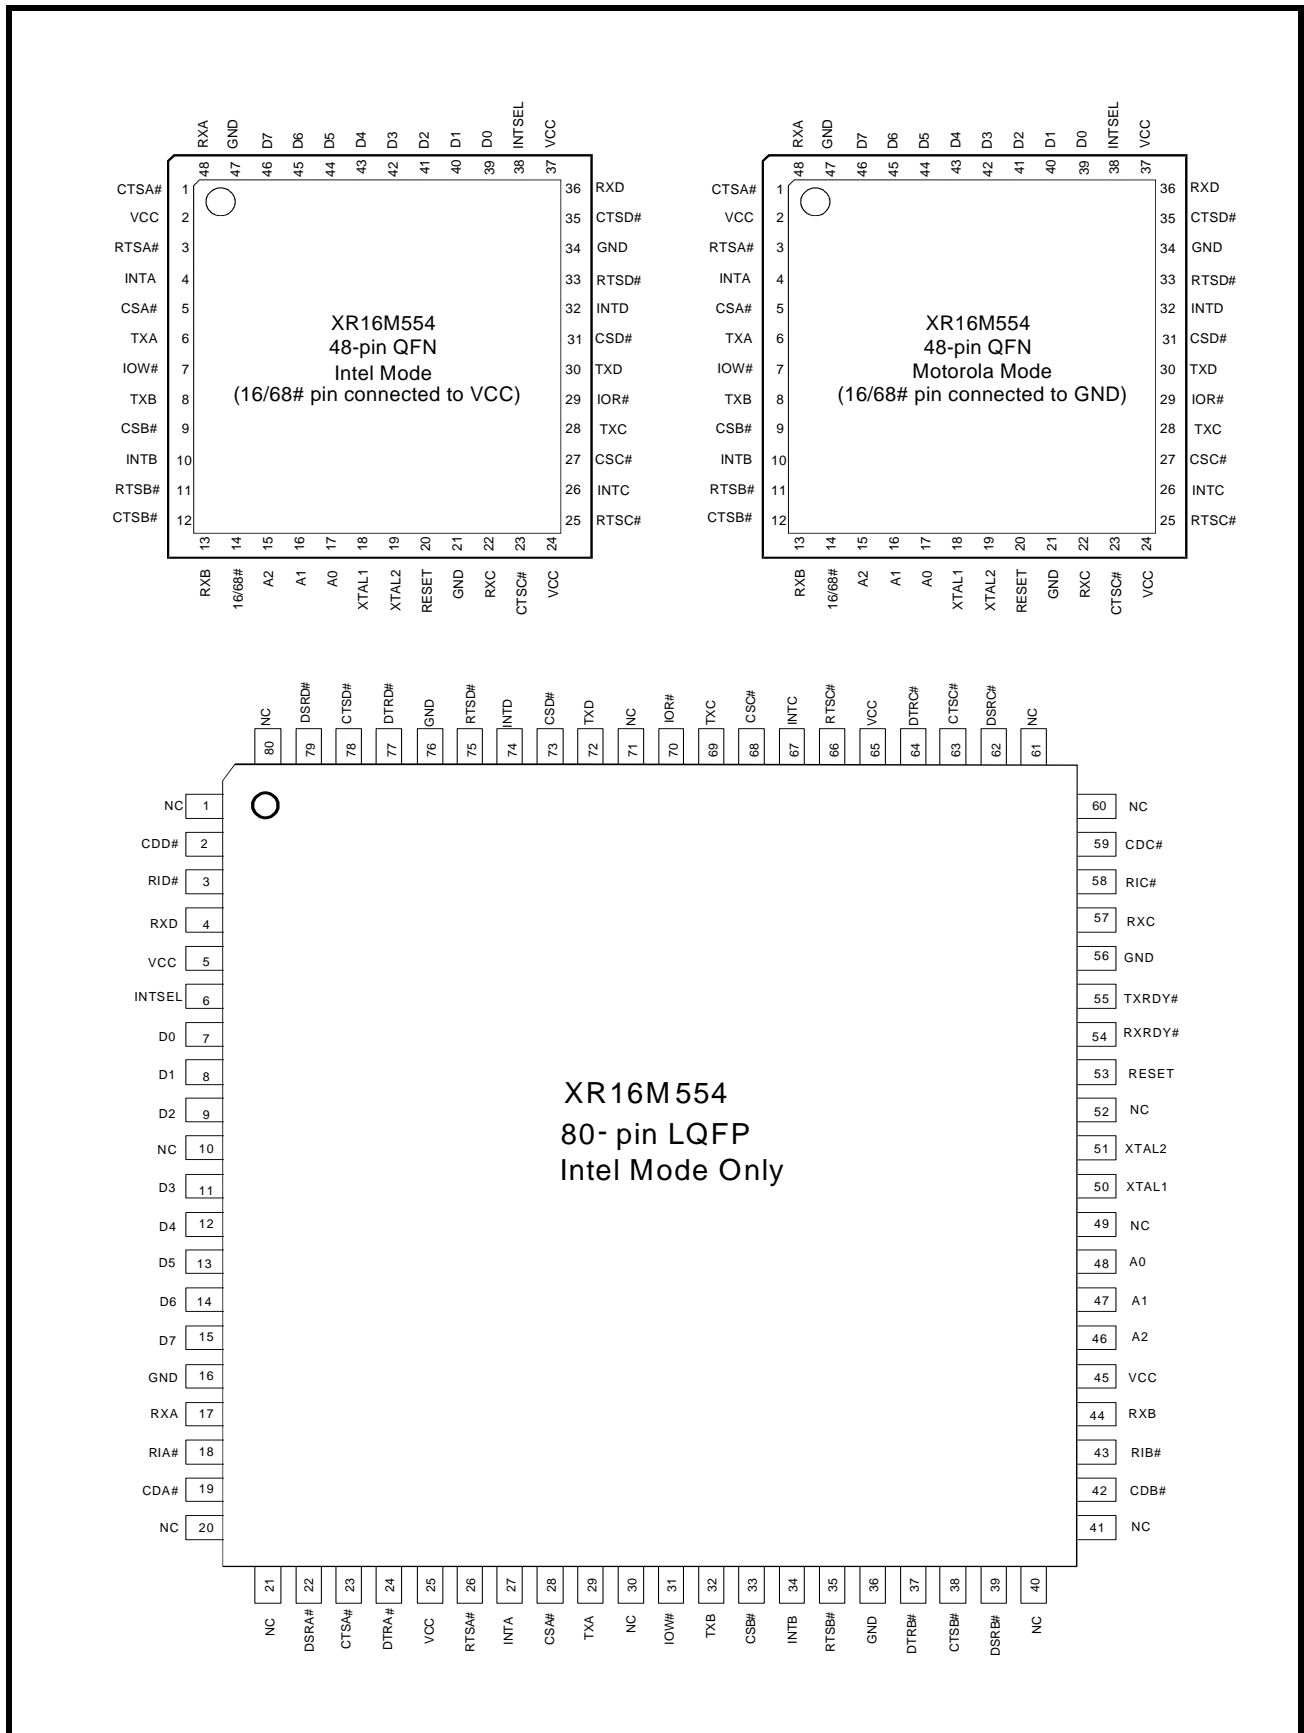 RXA GND D7 D6 D5 D4 D3 D2 D1 D0 INTSEL VCC
48 47 46 45 44 43 42 41 40 39 38 37
CTSA# 1 36 RXD
VCC 2 35 CTSD#
RTSA# 3 34 GND
INTA 4 33 RTSD#
CSA# 5 32 INTD
TXA 6 31 CSD#
IOW# 7 30 TXD
TXB 8 29 IOR#
CSB# 9 28 TXC
INTB 10 27 CSC#
RTSB# 11 26 INTC
CTSB# 12 25 RTSC#
XR16M554
48-pin QFN
Intel Mode
(16/68# pin connected to VCC)
13 14 15 16 17 18 19 20 21 22 23 24
RXB 16/68# A2 A1 A0 XTAL1 XTAL2 RESET GND RXC CTSC# VCC
RXA GND D7 D6 D5 D4 D3 D2 D1 D0 INTSEL VCC
48 47 46 45 44 43 42 41 40 39 38 37
CTSA# 1 36 RXD
VCC 2 35 CTSD#
RTSA# 3 34 GND
INTA 4 33 RTSD#
CSA# 5 32 INTD
TXA 6 31 CSD#
IOW# 7 30 TXD
TXB 8 29 IOR#
CSB# 9 28 TXC
INTB 10 27 CSC#
RTSB# 11 26 INTC
CTSB# 12 25 RTSC#
XR16M554
48-pin QFN
Motorola Mode
(16/68# pin connected to GND)
13 14 15 16 17 18 19 20 21 22 23 24
RXB 16/68# A2 A1 A0 XTAL1 XTAL2 RESET GND RXC CTSC# VCC
NC DSRD# CTSD# DTRD# GND RTSD# INTD CSD# TXD NC IOR# TXC CSC# INTC RTSC# VCC DTRC# CTSC# DSRC# NC
80 79 78 77 76 75 74 73 72 71 70 69 68 67 66 65 64 63 62 61
NC 1 60 NC
CDD# 2 59 CDC#
RID# 3 58 RIC#
RXD 4 57 RXC
VCC 5 56 GND
INTSEL 6 55 TXRDY#
D0 7 54 RXRDY#
D1 8 53 RESET
D2 9 52 NC
NC 10 51 XTAL2
D3 11 50 XTAL1
D4 12 49 NC
D5 13 48 A0
D6 14 47 A1
D7 15 46 A2
GND 16 45 VCC
RXA 17 44 RXB
RIA# 18 43 RIB#
CDA# 19 42 CDB#
NC 20 41 NC
XR16M554
80- pin LQFP
Intel Mode Only
21 22 23 24 25 26 27 28 29 30 31 32 33 34 35 36 37 38 39 40
NC DSRA# CTSA# DTRA# VCC RTSA# INTA CSA# TXA NC IOW# TXB CSB# INTB RTSB# GND DTRB# CTSB# DSRB# NC